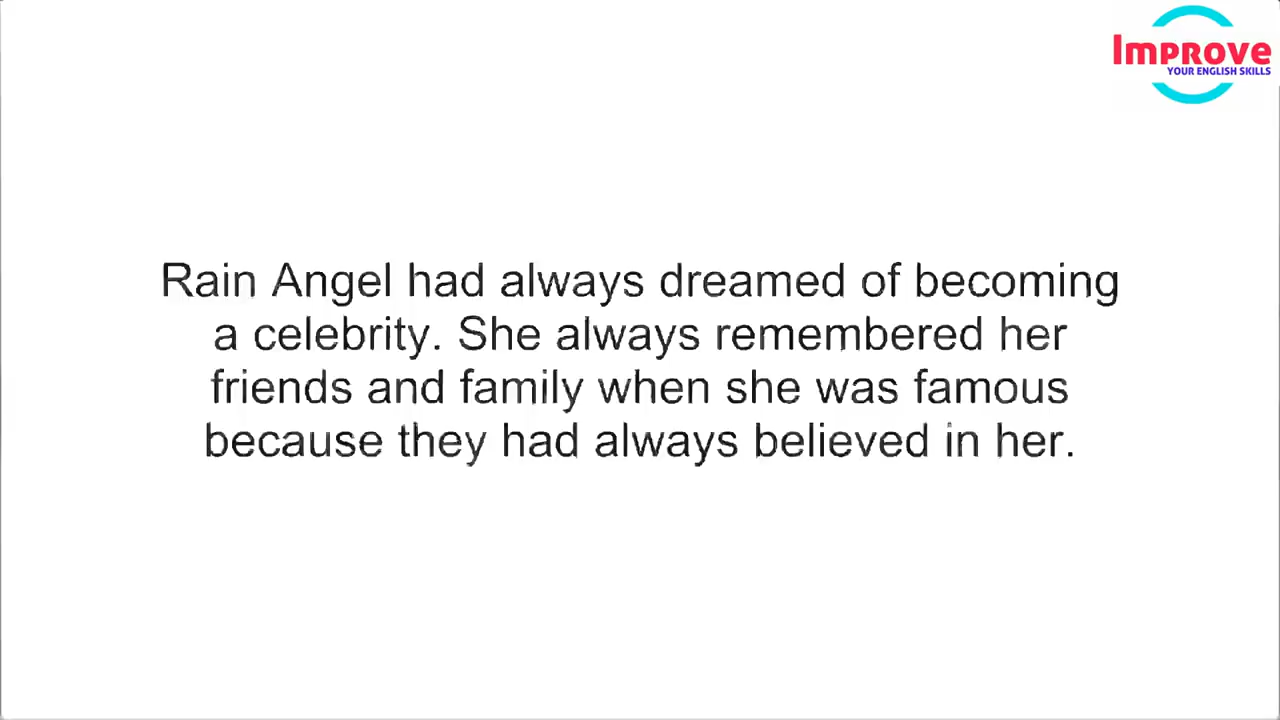 Improve
YOUR ENGLISH SKILLS
Rain Angel had always dreamed of becoming
a celebrity. She always remembered her
friends and family when she was famous
because they had always believed in her.